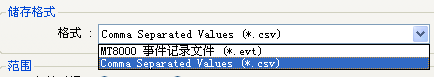 储存格式
格式 : Comma Separated Values (*.csv)
MT8000 事件记录文件 (*.evt)
Comma Separated Values (*.csv)
范围